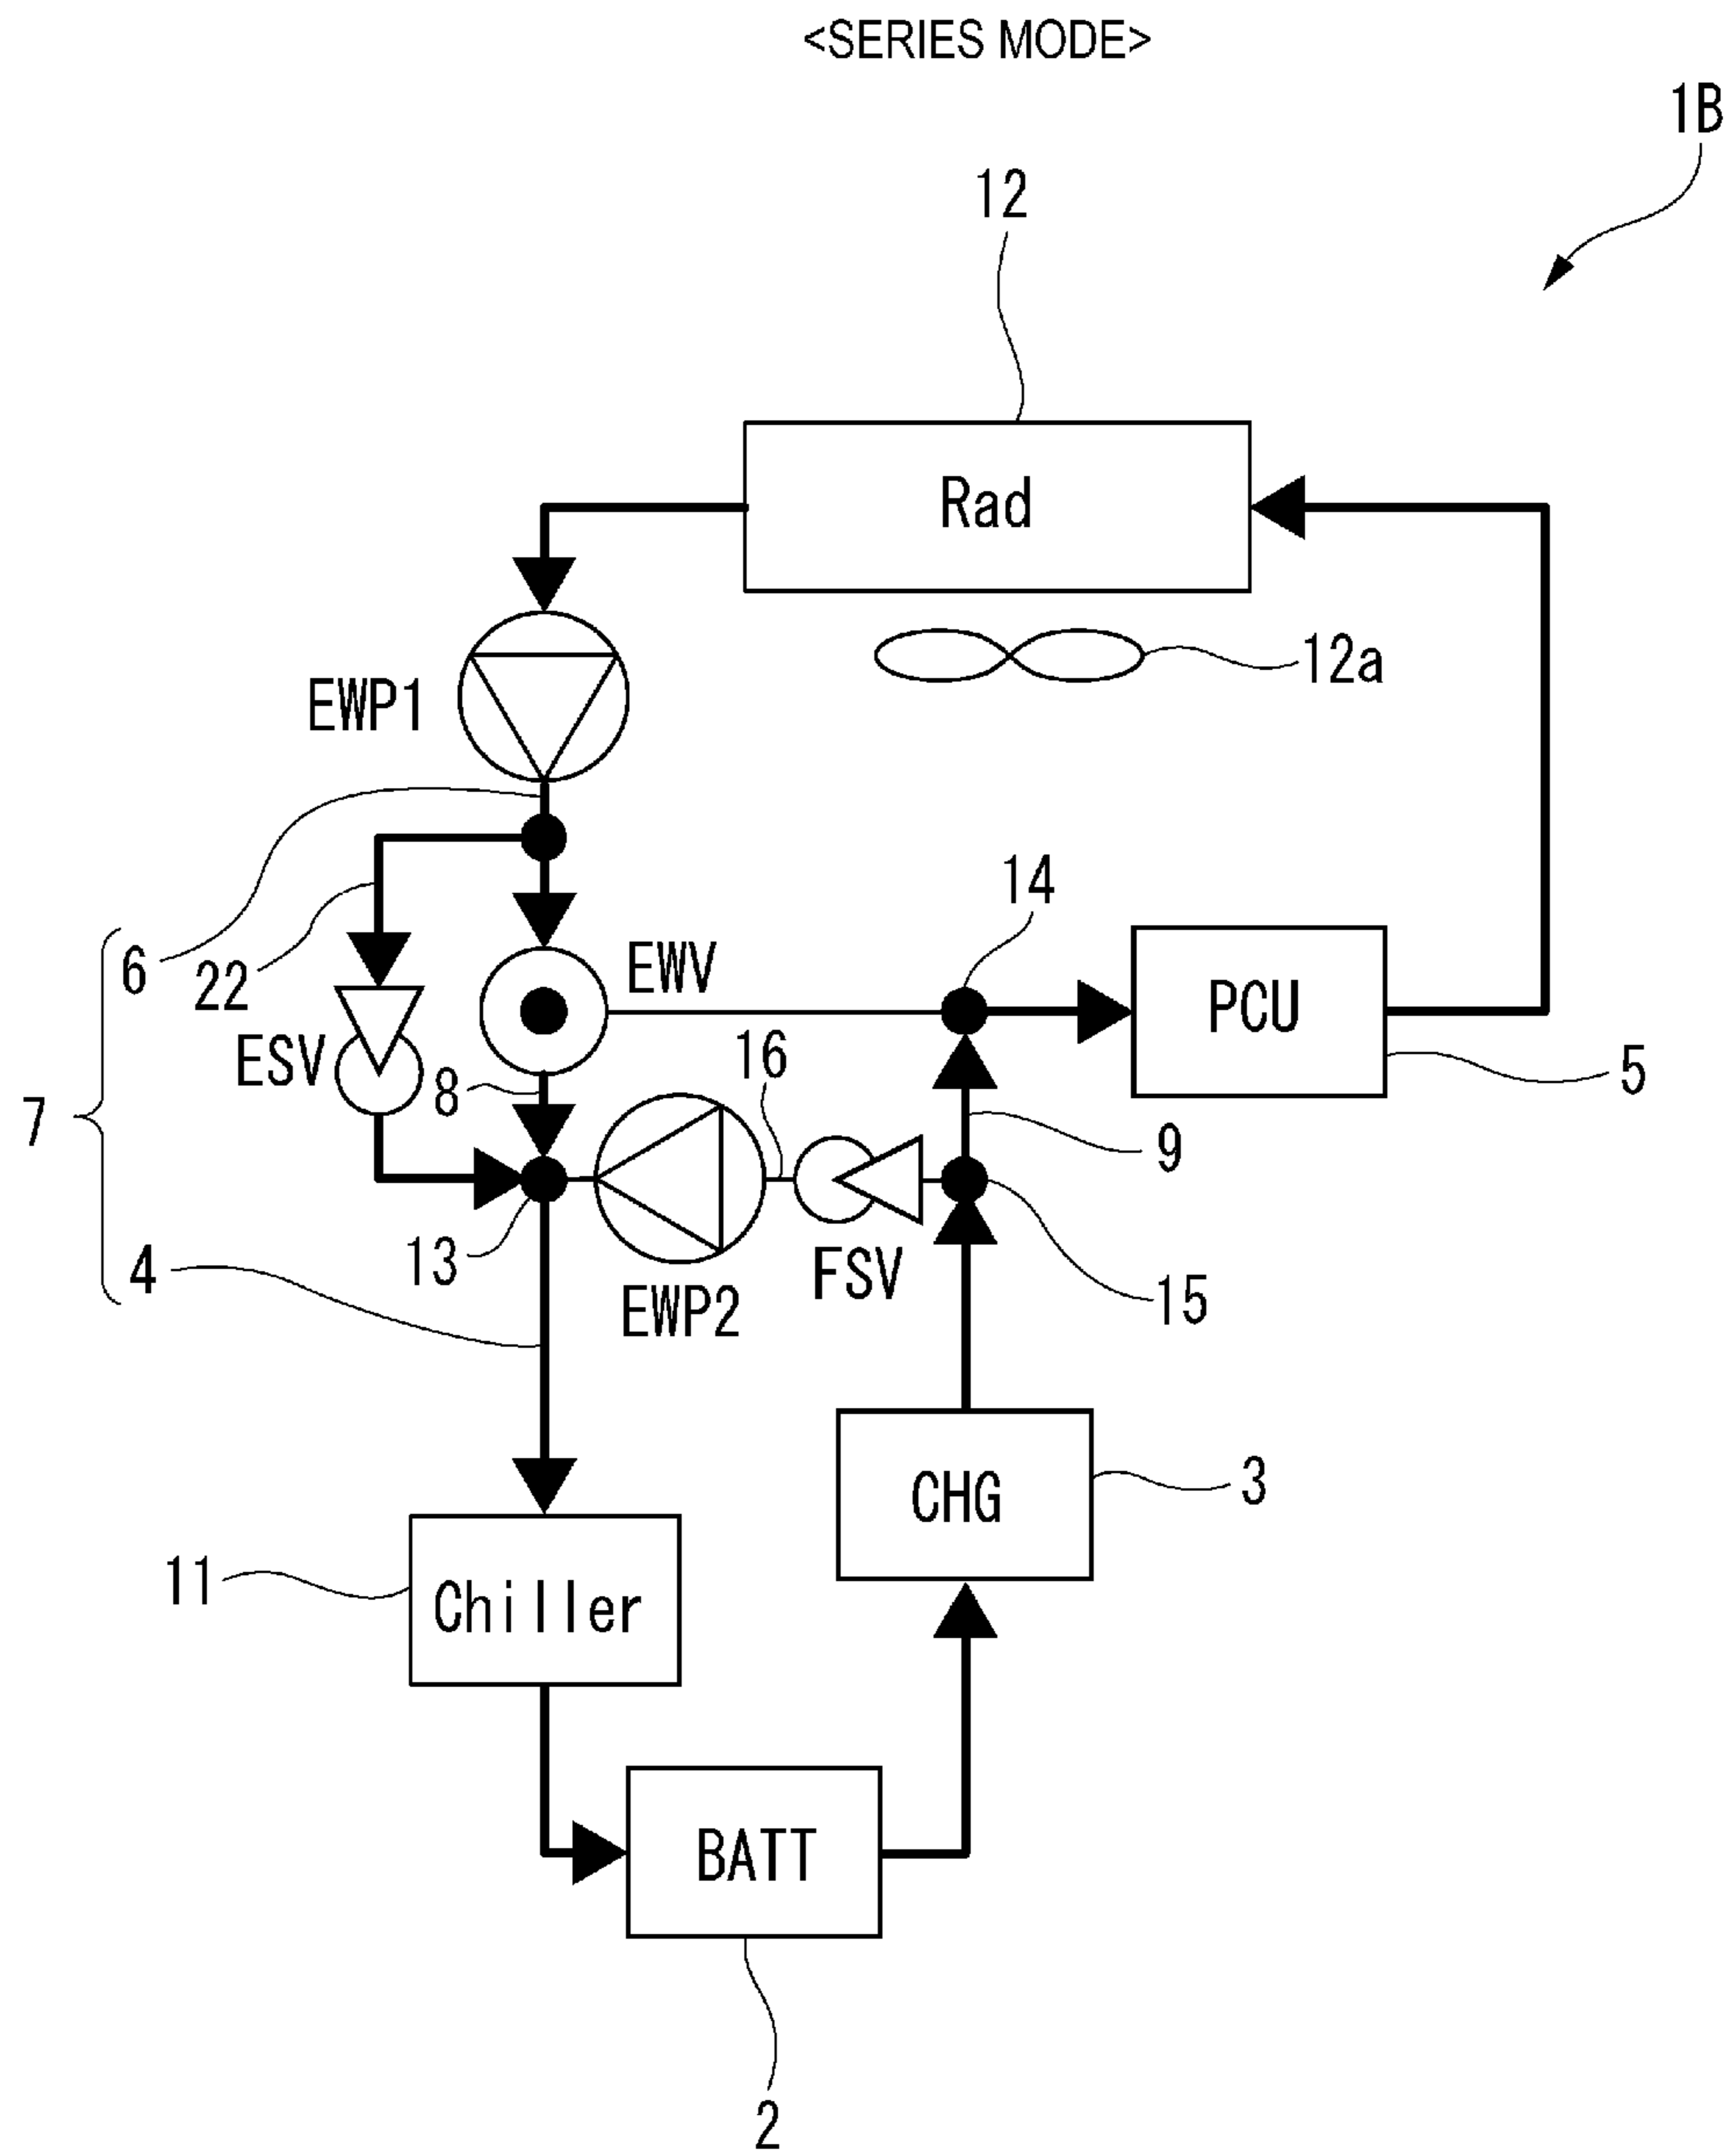 <SERIES MODE>
1B
12
Rad
12a
EWP1
14
6
22
EWV
PCU
ESV
16
8
5
7
9
13
FSV
4
EWP2
15
CHG
3
11
Chiller
BATT
2